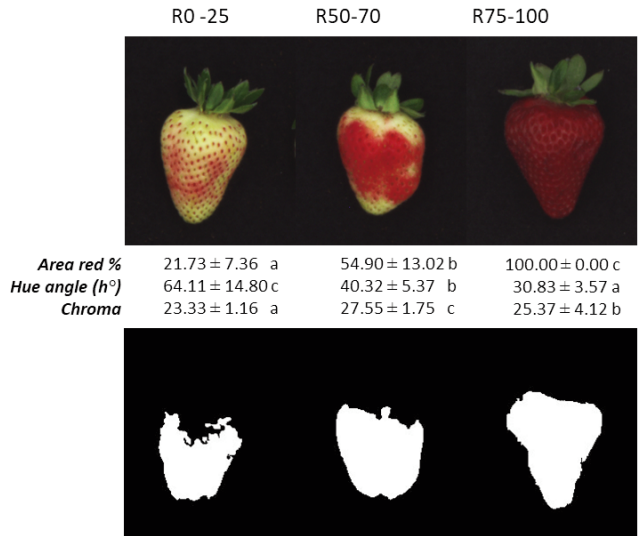 R0 -25 R50-70 R75-100
Area red % 21.73 ± 7.36 a 54.90 ± 13.02 b 100.00 ± 0.00 c
Hue angle (h°) 64.11 ± 14.80 c 40.32 ± 5.37 b 30.83 ± 3.57 a
Chroma 23.33 ± 1.16 a 27.55 ± 1.75 c 25.37 ± 4.12 b